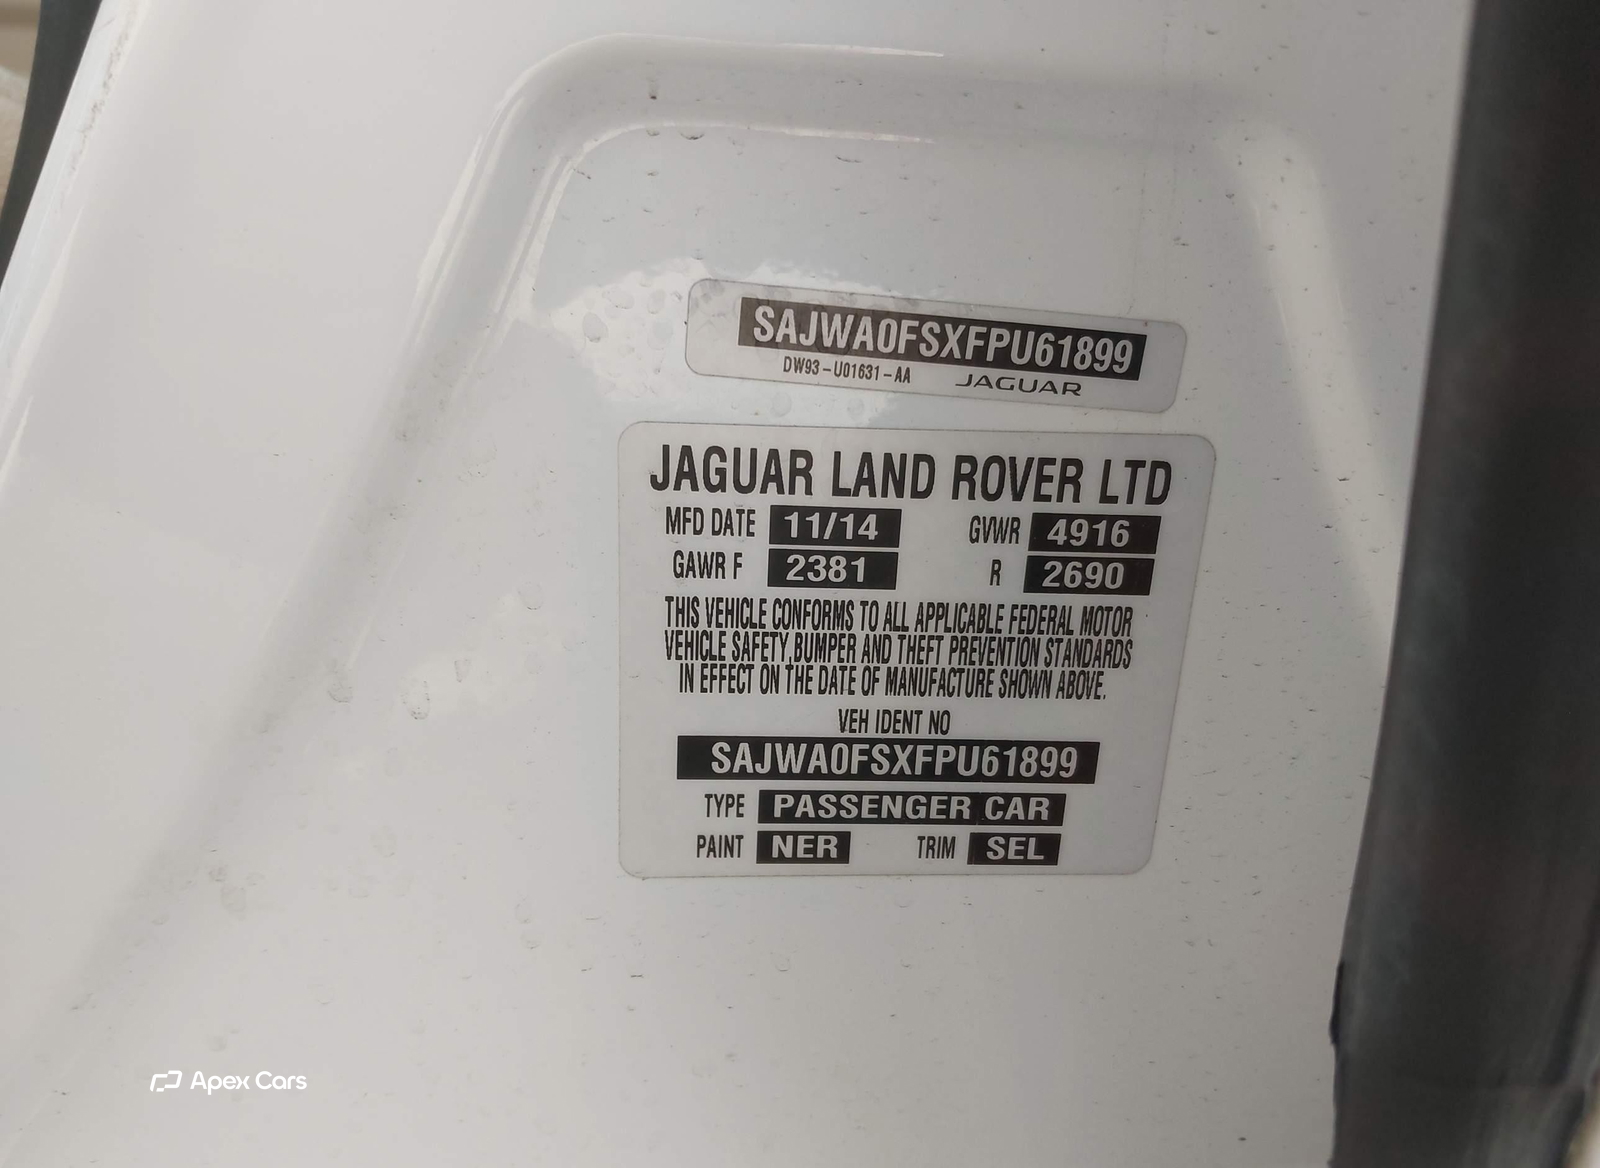 SAJWA0FSXFPU61899
DW93-U01631-AA JAGUAR
JAGUAR LAND ROVER LTD
MFD DATE 11/14 GVWR 4916
GAWR F 2381 R 2690
THIS VEHICLE CONFORMS TO ALL APPLICABLE FEDERAL MOTOR
VEHICLE SAFETY,BUMPER AND THEFT PREVENTION STANDARDS
IN EFFECT ON THE DATE OF MANUFACTURE SHOWN ABOVE.
VEH IDENT NO
SAJWA0FSXFPU61899
TYPE PASSENGER CAR
PAINT NER TRIM SEL
Apex Cars